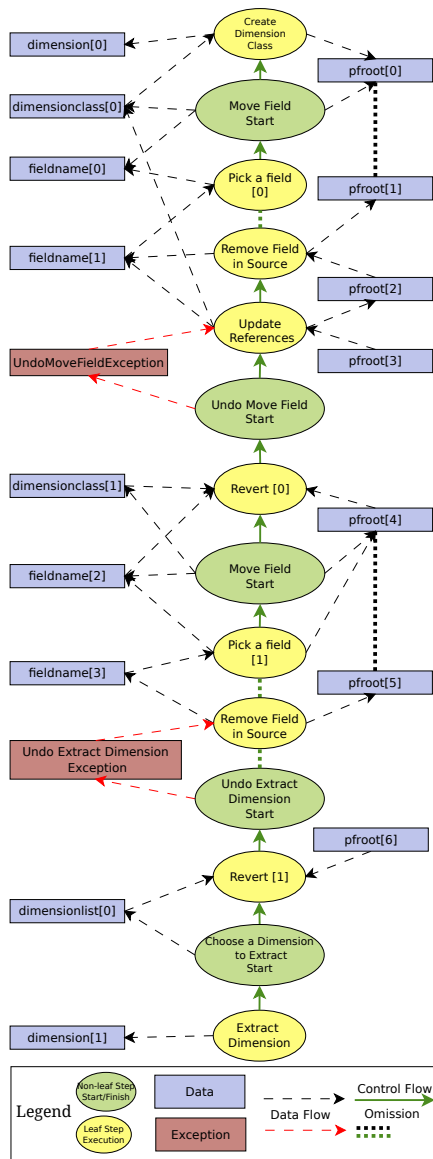 Create
Dimension
Class
dimension[0]
pfroot[0]
dimensionclass[0]
Move Field
Start
fieldname[0]
Pick a field
[0]
pfroot[1]
fieldname[1]
Remove Field
in Source
pfroot[2]
Update
References
UndoMoveFieldException
pfroot[3]
Undo Move Field
Start
dimensionclass[1]
Revert [0]
pfroot[4]
fieldname[2]
Move Field
Start
Pick a field
[1]
fieldname[3]
pfroot[5]
Remove Field
in Source
Undo Extract Dimension
Exception
Undo Extract
Dimension
Start
pfroot[6]
Revert [1]
dimensionlist[0]
Choose a Dimension
to Extract
Start
dimension[1]
Extract
Dimension
Legend
Non-leaf Step
Start/Finish
Data
Control Flow
Leaf Step
Execution
Exception
Data Flow
Omission